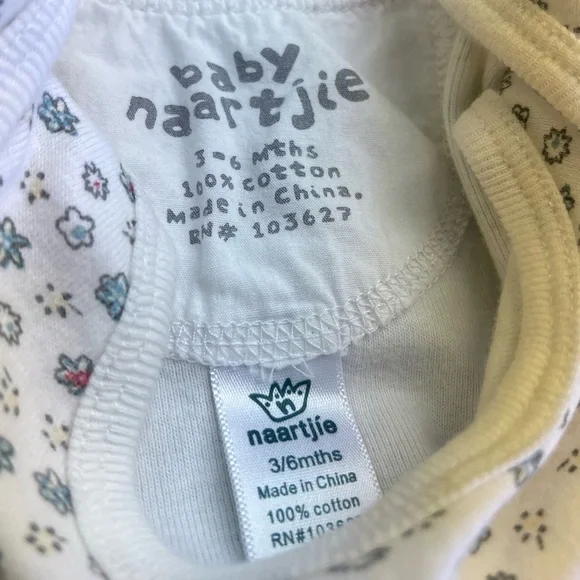 baby
naartjie
3-6 mths
100% cotton
Made in China.
RN# 103627
naartjie
3/6mths
Made in China
100% cotton